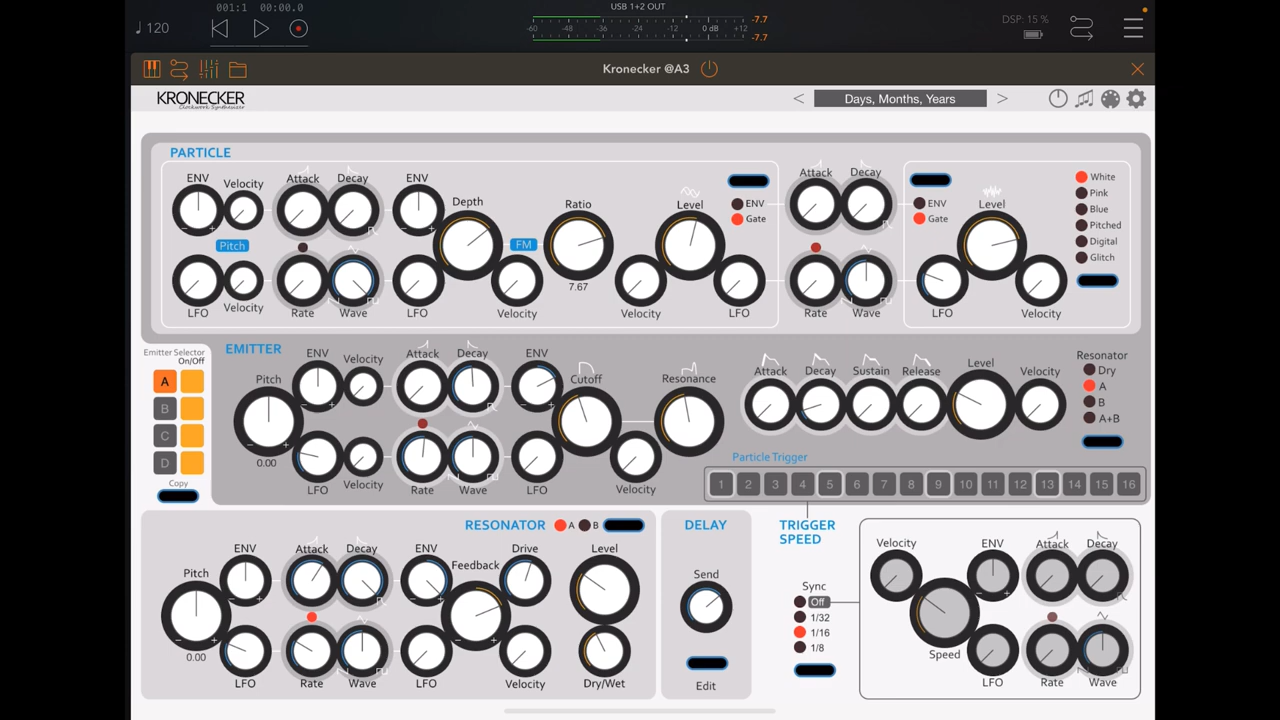 USB 1+2 OUT
001:1 00:00.0
♩120
-60 -48 -36 -24 -12 0 dB +12
-7.7
-7.7
DSP: 15 %
Kronecker @A3
KRONECKER
Clockwork Synthesizer
< Days, Months, Years >
PARTICLE
ENV Velocity Attack Decay ENV Depth Ratio Level
ENV
Gate
Attack Decay
ENV
Gate
Level
White
Pink
Blue
Pitched
Digital
Glitch
Pitch
FM
7.67
LFO Velocity Rate Wave LFO Velocity Velocity LFO Rate Wave LFO Velocity
Emitter Selector
On/Off
A
B
C
D
Copy
EMITTER
Pitch ENV Velocity Attack Decay ENV Cutoff Resonance
0.00
LFO Velocity Rate Wave LFO Velocity
Attack Decay Sustain Release Level Velocity
Resonator
Dry
A
B
A+B
Particle Trigger
1 2 3 4 5 6 7 8 9 10 11 12 13 14 15 16
RESONATOR A B
Pitch ENV Attack Decay ENV Feedback Drive Level
0.00
LFO Rate Wave LFO Velocity Dry/Wet
DELAY
Send
Edit
TRIGGER
SPEED
Sync
Off
1/32
1/16
1/8
Velocity ENV Attack Decay
Speed LFO Rate Wave